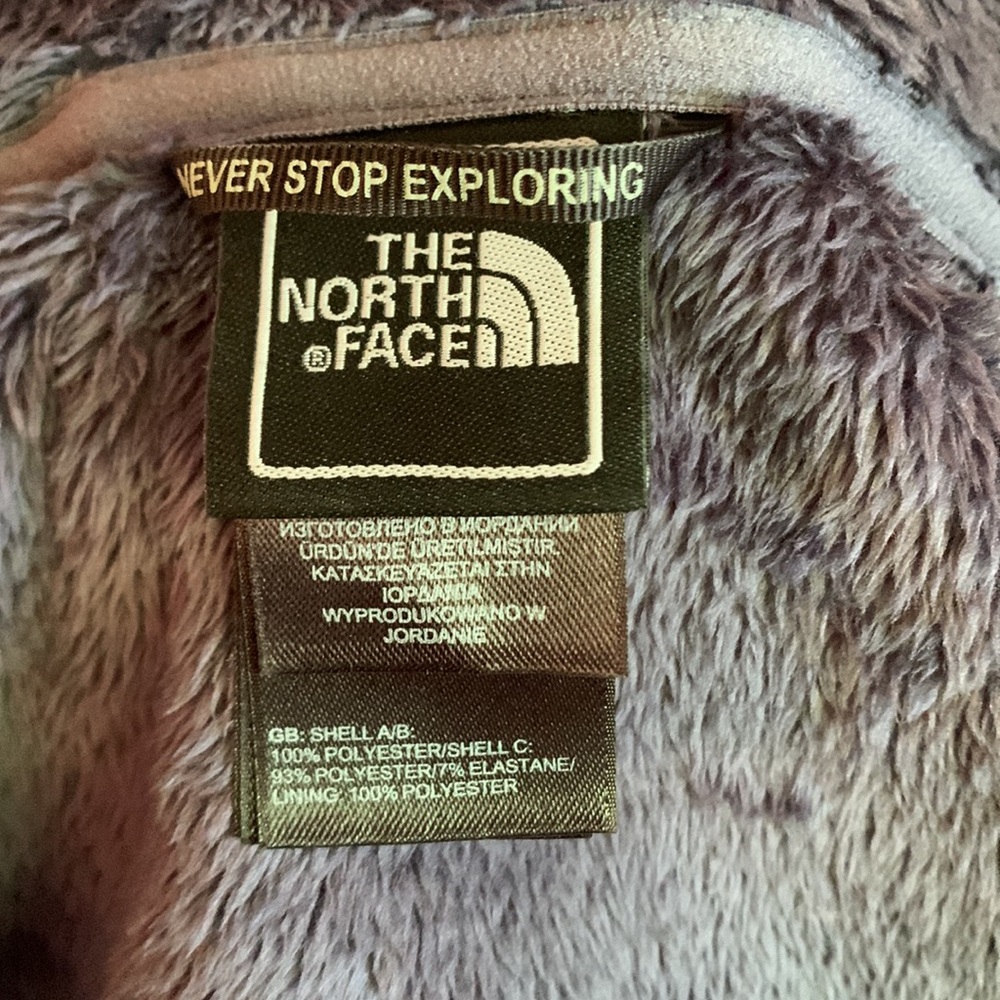 NEVER STOP EXPLORING
THE
NORTH
®FACE
ИЗГОТОВЛЕНО В ИОРДАНИИ
ÜRDÜN'DE ÜRETILMISTIR.
ΚΑΤΑΣΚΕΥΑΖΕΤΑΙ ΣΤΗΝ
ΙΟΡΔΑΝΙΑ
WYPRODUKOWANO W
JORDANIE
GB: SHELL A/B:
100% POLYESTER/SHELL C:
93% POLYESTER/7% ELASTANE/
LINING: 100% POLYESTER